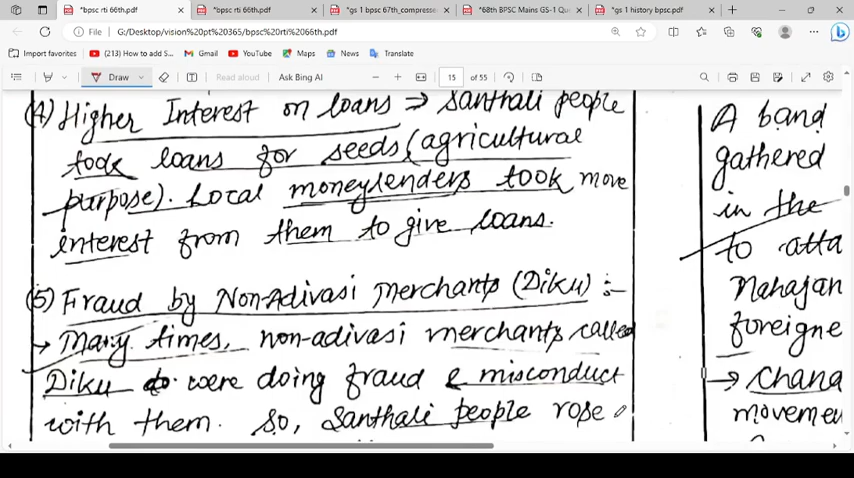 *bpsc rti 66th.pdf
*bpsc rti 66th.pdf
*gs 1 bpsc 67th_compresse
*68th BPSC Mains GS-1 Que
*gs 1 history bpsc.pdf
File | G:/Desktop/vision%20pt%20365/bpsc%20rti%2066th.pdf
Import favorites
(213) How to add S...
Gmail
YouTube
Maps
News
Translate
Draw
Read aloud
Ask Bing AI
15 of 55
(4) Higher Interest on loans ⇒ Santhali people
took loans for seeds (agricultural
purpose). Local moneylenders took more
interest from them to give loans.
(5) Fraud by Non-Adivasi Merchants (Diku) :-
→ Many times, non-adivasi merchants called
Diku were doing fraud & misconduct
with them. So, Santhali people rose
A band
gathered
in the
to atta
Mahajan
foreigne
→ Chana
movemen